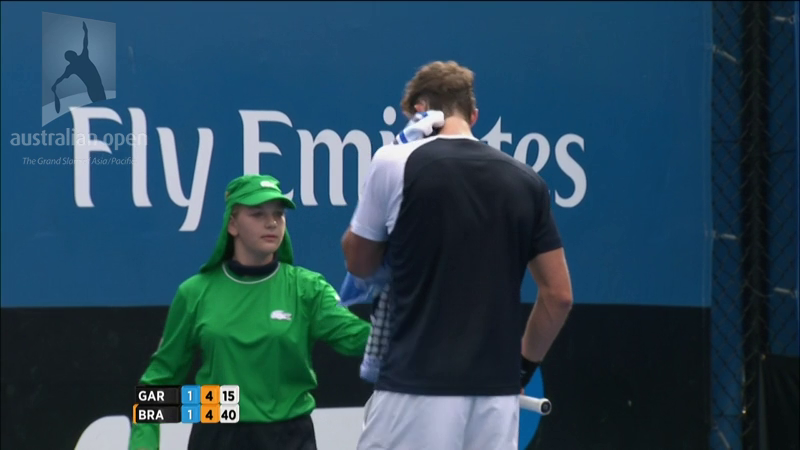 australian open
The Grand Slam of Asia/Pacific
Fly Emirates
GAR 1 4 15
BRA 1 4 40